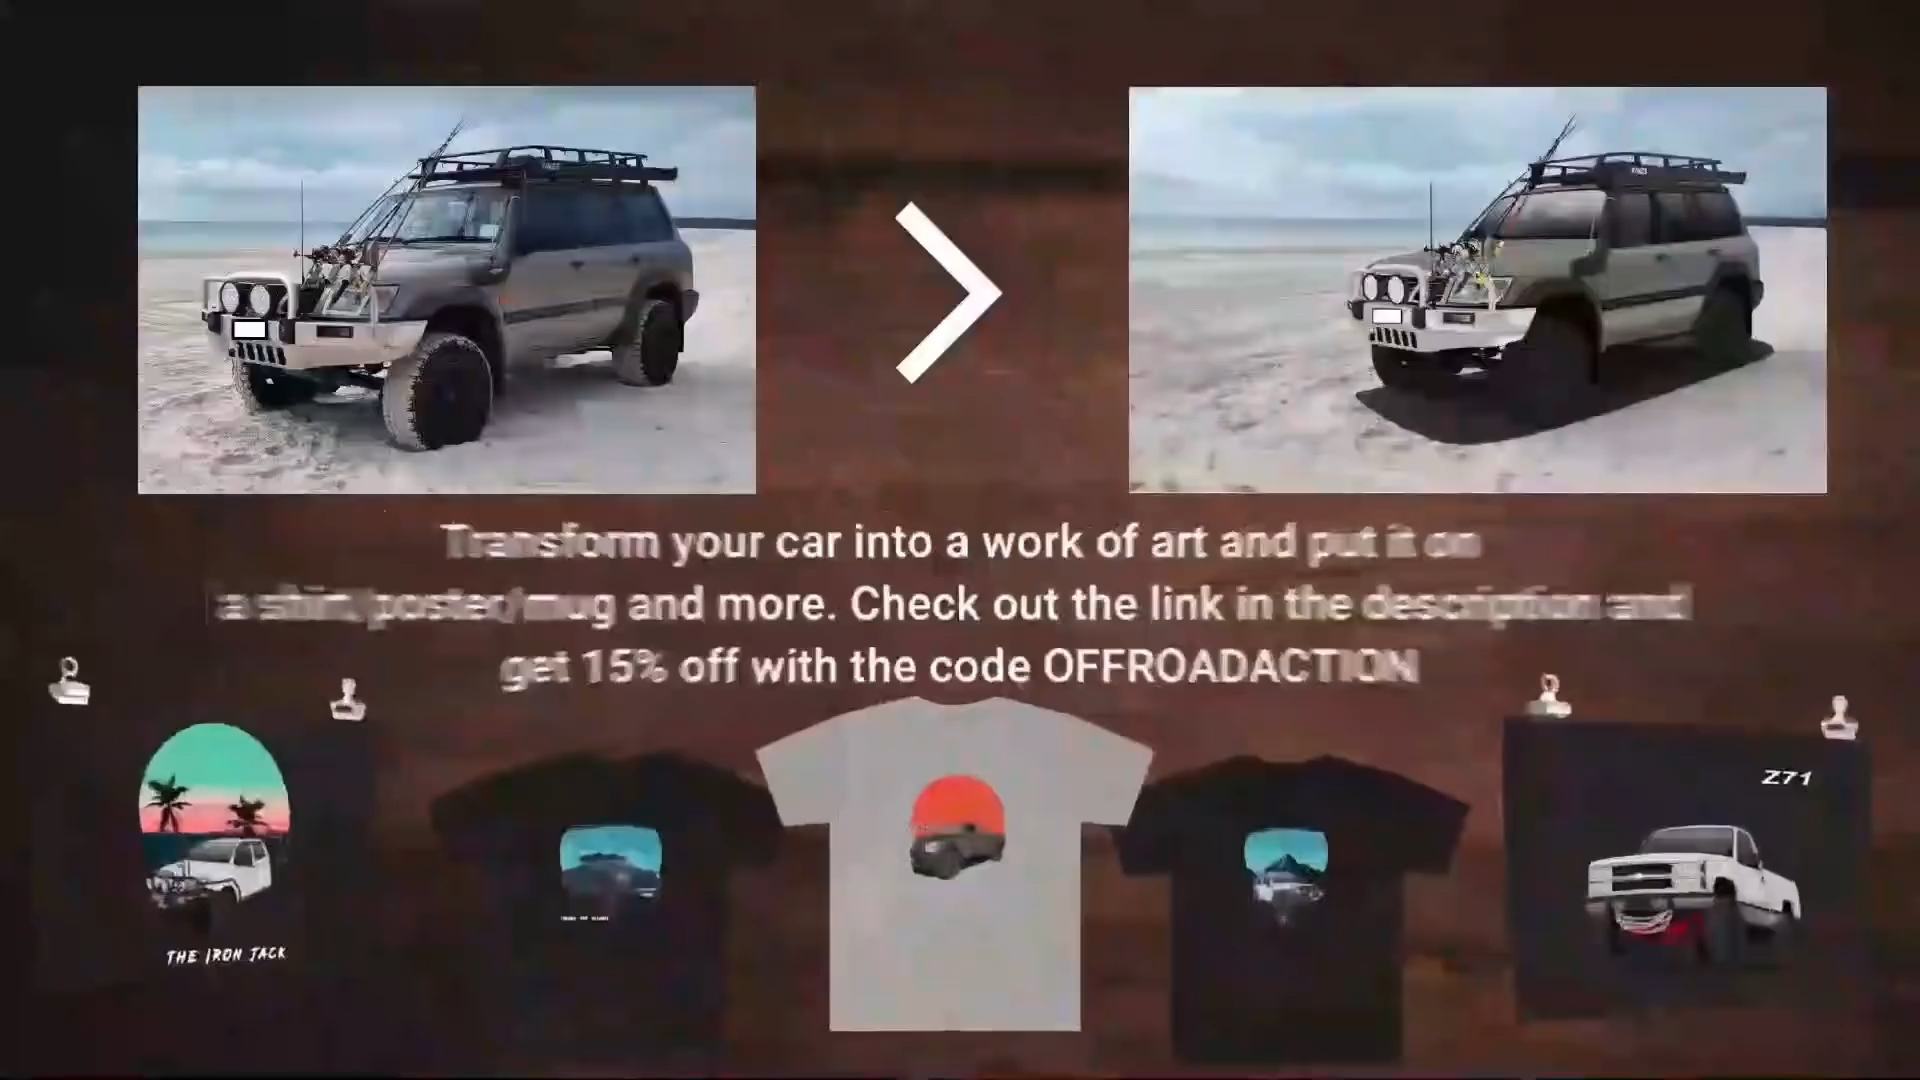 Transform your car into a work of art and put it on
a shirt/poster/mug and more. Check out the link in the description and
get 15% off with the code OFFROADACTION
Z71
THE IRON JACK